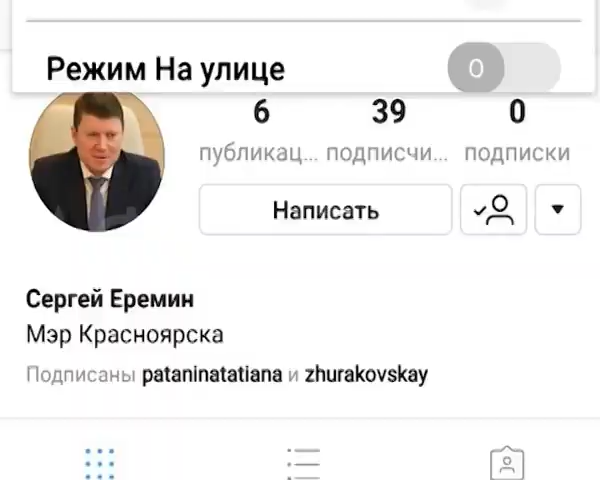 Режим На улице
6 39 0
публикац... подписчи... подписки
Написать
Сергей Еремин
Мэр Красноярска
Подписаны pataninatatiana и zhurakovskay